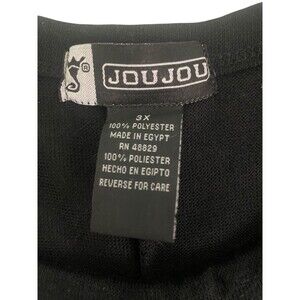 ®
JOUJOU
3X
100% POLYESTER
MADE IN EGYPT
RN 48829
100% POLIESTER
HECHO EN EGIPTO
REVERSE FOR CARE